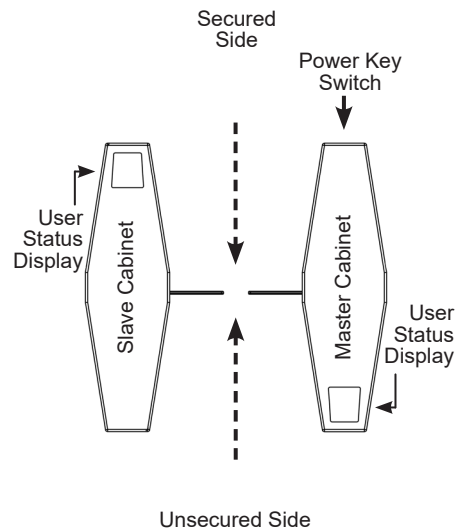 Secured
Side
Power Key
Switch
User
Status
Display
Slave Cabinet
Master Cabinet
User
Status
Display
Unsecured Side